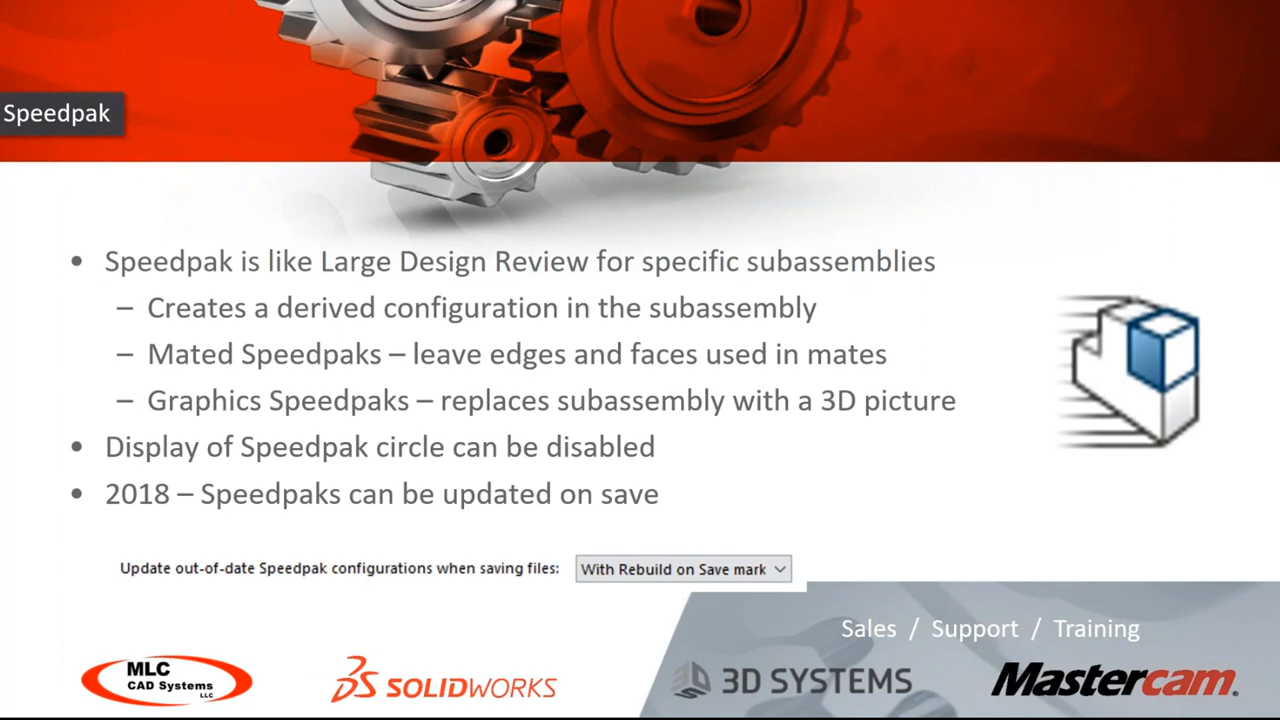 Speedpak
• Speedpak is like Large Design Review for specific subassemblies
– Creates a derived configuration in the subassembly
– Mated Speedpaks – leave edges and faces used in mates
– Graphics Speedpaks – replaces subassembly with a 3D picture
• Display of Speedpak circle can be disabled
• 2018 – Speedpaks can be updated on save
Update out-of-date Speedpak configurations when saving files: With Rebuild on Save mark
Sales / Support / Training
MLC
CAD Systems
LLC
SOLIDWORKS
3D SYSTEMS
Mastercam®